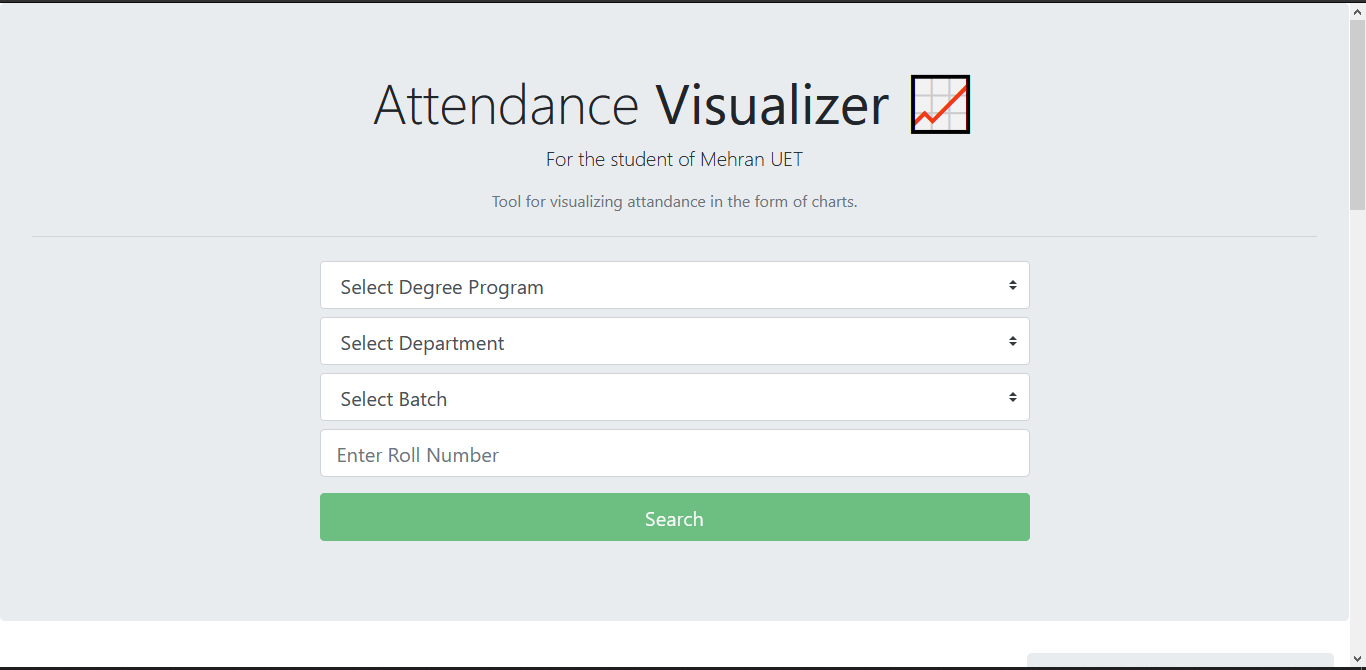 Attendance Visualizer
For the student of Mehran UET
Tool for visualizing attandance in the form of charts.
Select Degree Program
Select Department
Select Batch
Enter Roll Number
Search